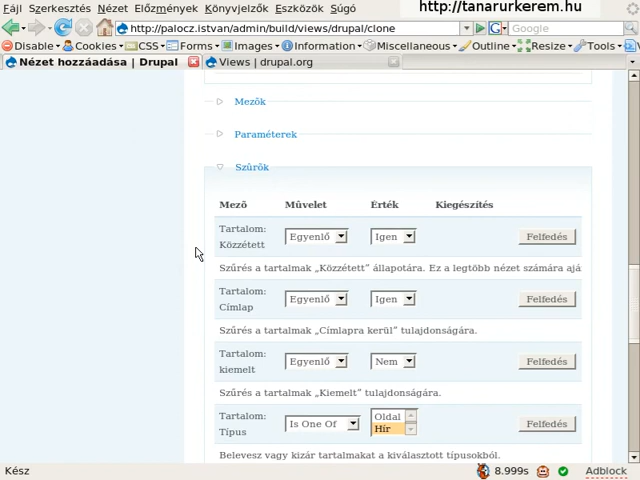 Fájl Szerkesztés Nézet Előzmények Könyvjelzők Eszközök Súgó http://tanarurkerem.hu
http://palocz.istvan/admin/build/views/drupal/clone Google
Disable Cookies CSS Forms Images Information Miscellaneous Outline Resize Tools
Nézet hozzáadása | Drupal Views | drupal.org
Mezõk
Paraméterek
Szûrõk
Mezõ Mûvelet Érték Kiegészítés
Tartalom:
Közzétett
Egyenlő Igen Felfedés
Szűrés a tartalmak „Közzétett” állapotára. Ez a legtöbb nézet számára ajá
Tartalom:
Címlap
Egyenlő Igen Felfedés
Szűrés a tartalmak „Címlapra kerül” tulajdonságára.
Tartalom:
kiemelt
Egyenlő Nem Felfedés
Szűrés a tartalmak „Kiemelt” tulajdonságára.
Tartalom:
Típus
Is One Of Oldal
Hír
Felfedés
Belevesz vagy kizár tartalmakat a kiválasztott típusokból.
Kész 8.999s Adblock